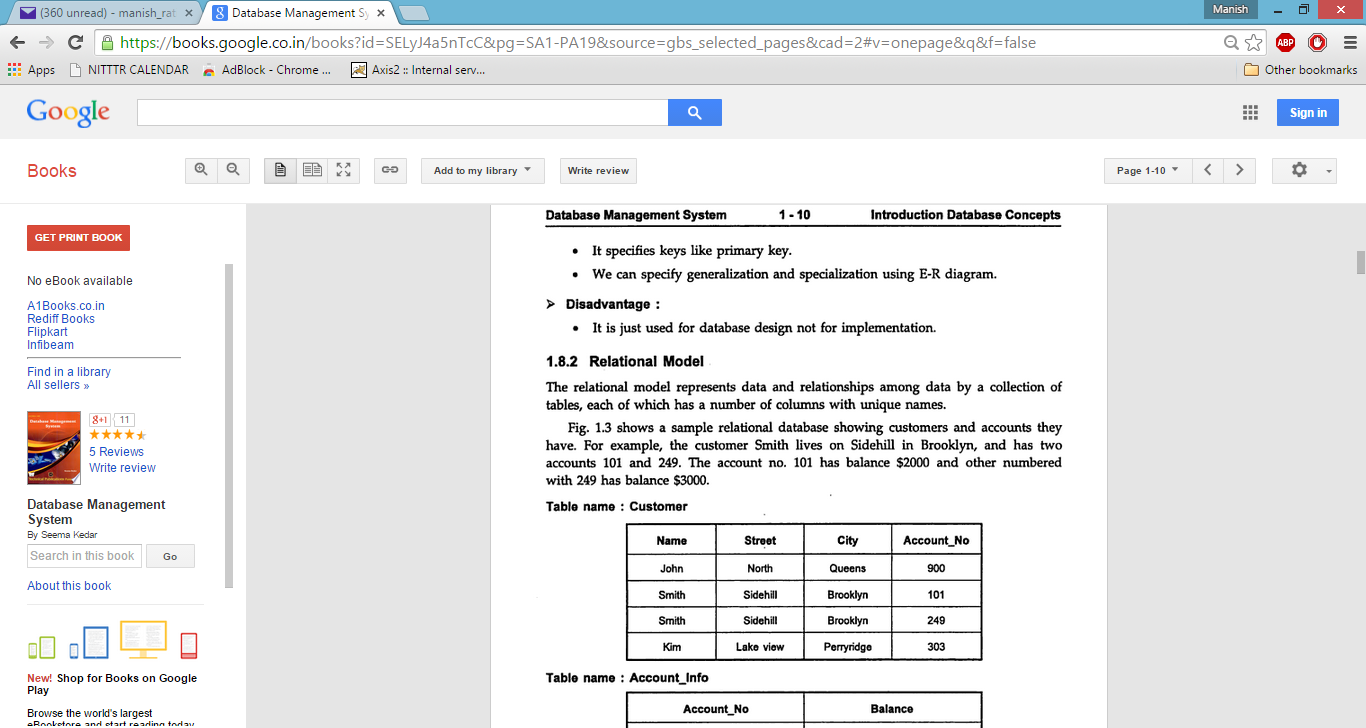 (360 unread) - manish_rat
Database Management Sy
Manish
https://books.google.co.in/books?id=SELyJ4a5nTcC&pg=SA1-PA19&source=gbs_selected_pages&cad=2#v=onepage&q&f=false
ABP
Apps NITTTR CALENDAR AdBlock - Chrome ... Axis2 :: Internal serv... Other bookmarks
Google
Sign in
Books
Add to my library
Write review
Page 1-10
GET PRINT BOOK
No eBook available
A1Books.co.in
Rediff Books
Flipkart
Infibeam
Find in a library
All sellers »
g+1 11
5 Reviews
Write review
Database Management
System
By Seema Kedar
Search in this book Go
About this book
New! Shop for Books on Google
Play
Browse the world's largest
eBookstore and start reading today
Database Management System 1 - 10 Introduction Database Concepts
• It specifies keys like primary key.
• We can specify generalization and specialization using E-R diagram.
➢ Disadvantage :
• It is just used for database design not for implementation.
1.8.2 Relational Model
The relational model represents data and relationships among data by a collection of
tables, each of which has a number of columns with unique names.
Fig. 1.3 shows a sample relational database showing customers and accounts they
have. For example, the customer Smith lives on Sidehill in Brooklyn, and has two
accounts 101 and 249. The account no. 101 has balance $2000 and other numbered
with 249 has balance $3000.
Table name : Customer
Name Street City Account_No
John North Queens 900
Smith Sidehill Brooklyn 101
Smith Sidehill Brooklyn 249
Kim Lake view Perryridge 303
Table name : Account_Info
Account_No Balance